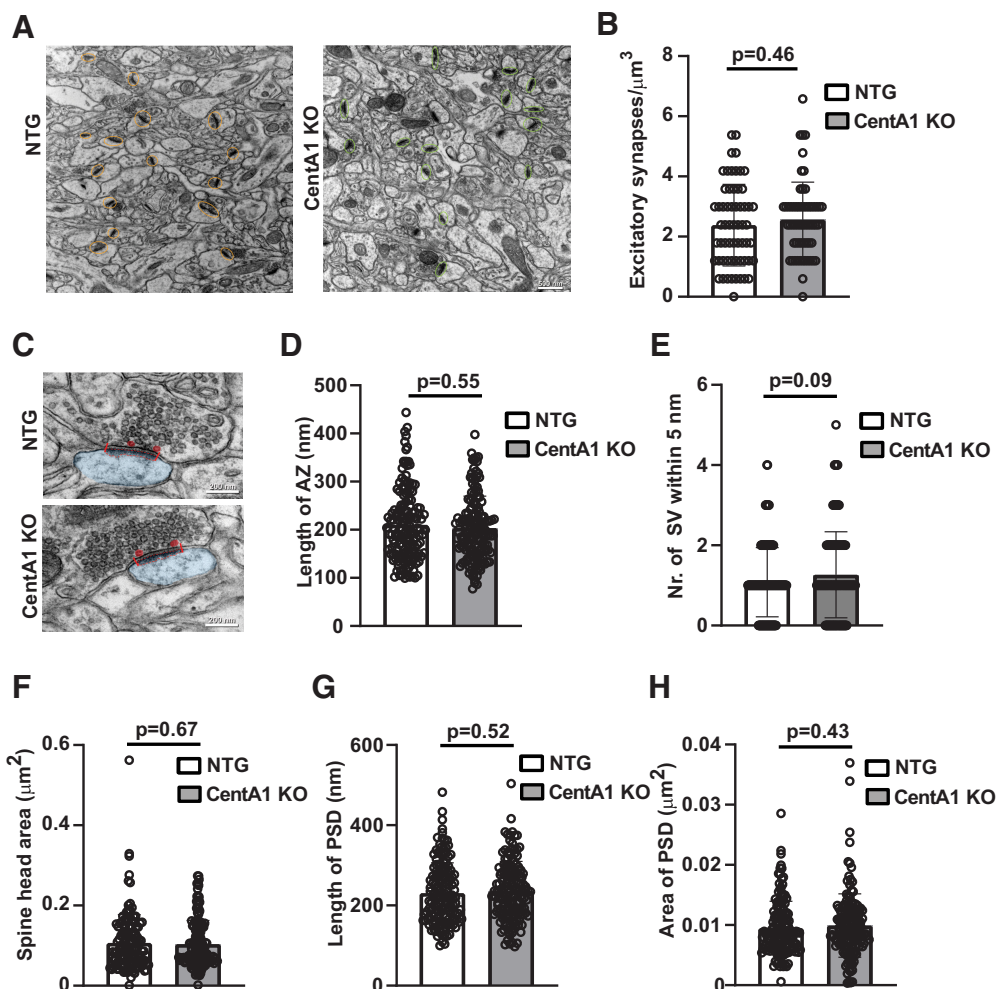 A
NTG
CentA1 KO
500 nm
B
p=0.46
NTG
CentA1 KO
Excitatory synapses/μm3
8
6
4
2
0
C
NTG
200 nm
CentA1 KO
200 nm
D
p=0.55
NTG
CentA1 KO
Length of AZ (nm)
500
400
300
200
100
0
E
p=0.09
NTG
CentA1 KO
Nr. of SV within 5 nm
6
4
2
0
F
p=0.67
NTG
CentA1 KO
Spine head area (μm2)
0.6
0.4
0.2
0
G
p=0.52
NTG
CentA1 KO
Length of PSD (nm)
600
400
200
0
H
p=0.43
NTG
CentA1 KO
Area of PSD (μm2)
0.04
0.03
0.02
0.01
0